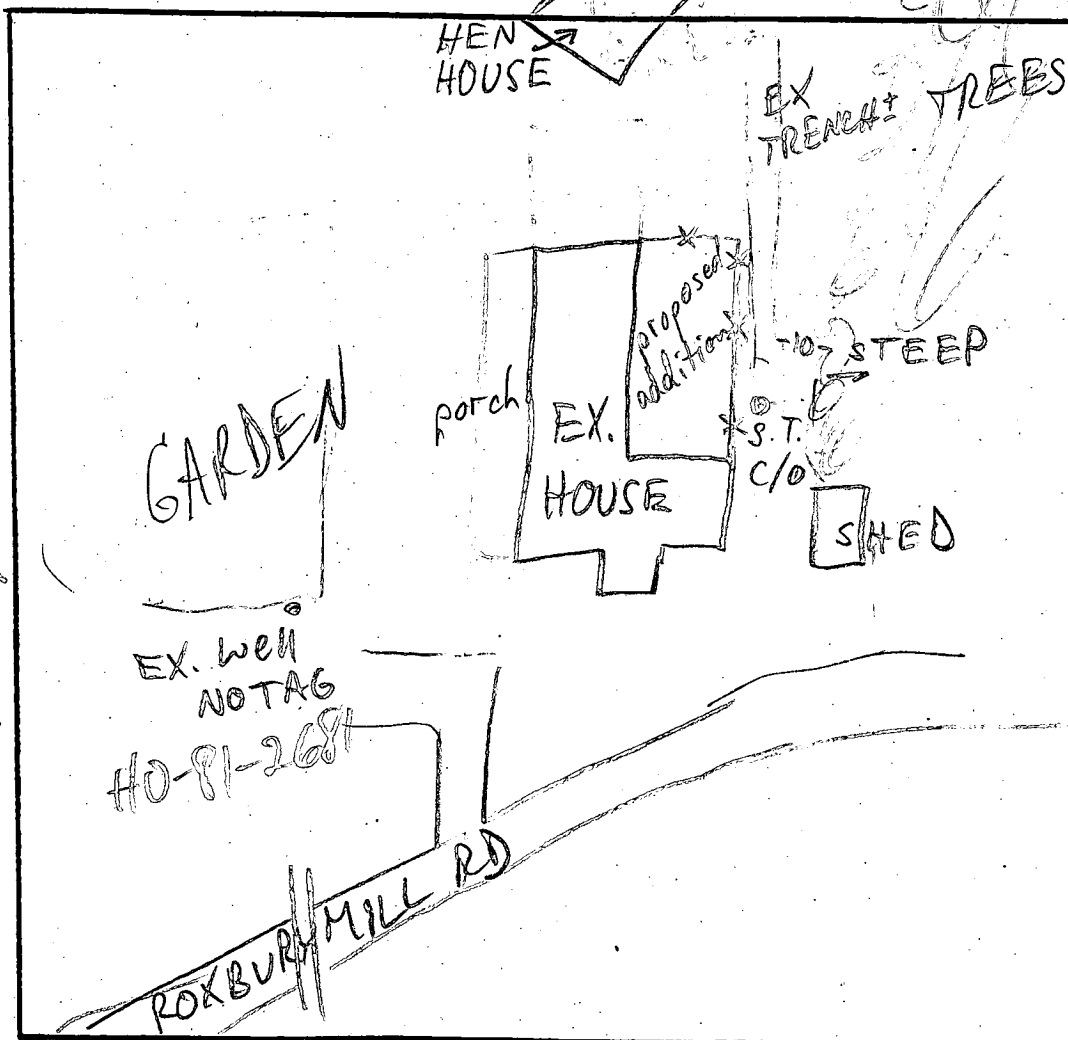 HEN
HOUSE
EX
TRENCH±
TREES
proposed
addition
-10-
STEEP
porch
GARDEN
EX.
HOUSE
S.T.
C/O
SHED
EX. well
NO TAG
HO-81-2681
ROXBURY MILL RD